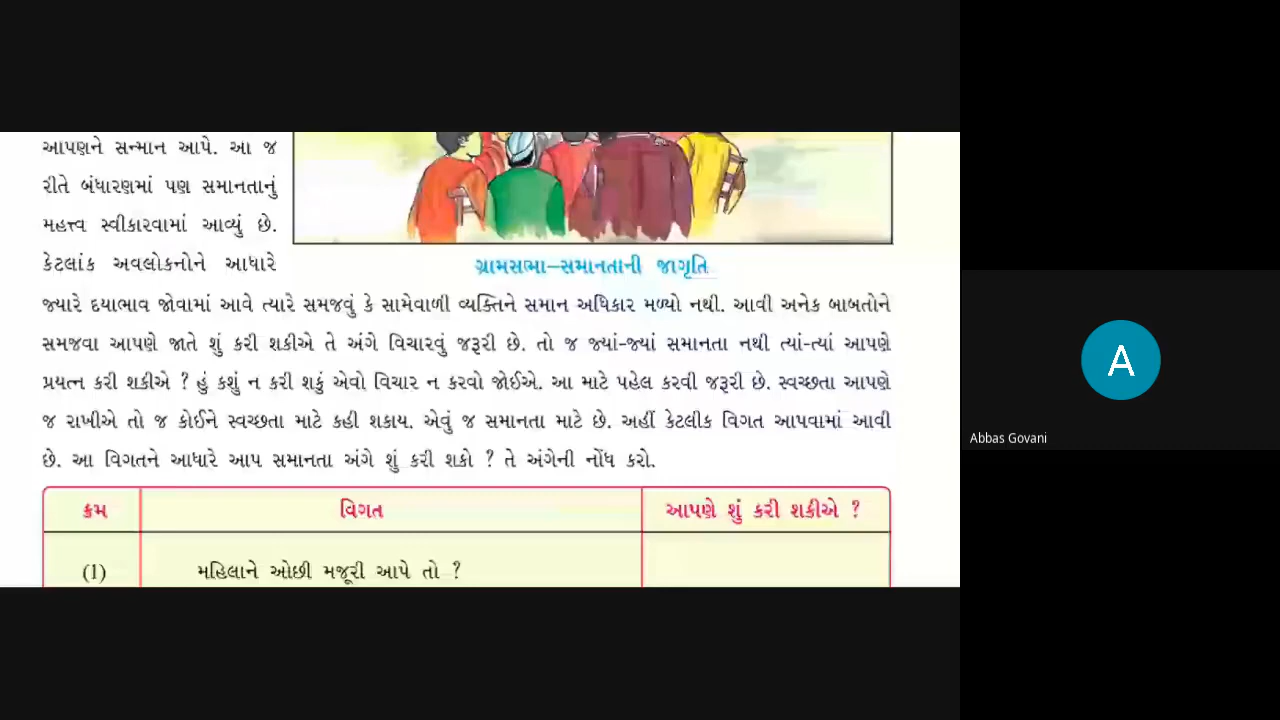 આપણને સન્માન આપે. આ જ
રીતે બંધારણમાં પણ સમાનતાનું
મહત્ત્વ સ્વીકારવામાં આવ્યું છે.
કેટલાંક અવલોકનોને આધારે
ગ્રામસભા–સમાનતાની જાગૃતિ
જ્યારે દયાભાવ જોવામાં આવે ત્યારે સમજવું કે સામેવાળી વ્યક્તિને સમાન અધિકાર મળ્યો નથી. આવી અનેક બાબતોને
સમજવા આપણે જાતે શું કરી શકીએ તે અંગે વિચારવું જરૂરી છે. તો જ જ્યાં-જ્યાં સમાનતા નથી ત્યાં-ત્યાં આપણે
પ્રયત્ન કરી શકીએ ? હું કશું ન કરી શકું એવો વિચાર ન કરવો જોઈએ. આ માટે પહેલ કરવી જરૂરી છે. સ્વચ્છતા આપણે
જ રાખીએ તો જ કોઈને સ્વચ્છતા માટે કહી શકાય. એવું જ સમાનતા માટે છે. અહીં કેટલીક વિગત આપવામાં આવી
છે. આ વિગતને આધારે આપ સમાનતા અંગે શું કરી શકો ? તે અંગેની નોંધ કરો.
ક્રમ વિગત આપણે શું કરી શકીએ ?
(1) મહિલાને ઓછી મજૂરી આપે તો ?
A
Abbas Govani